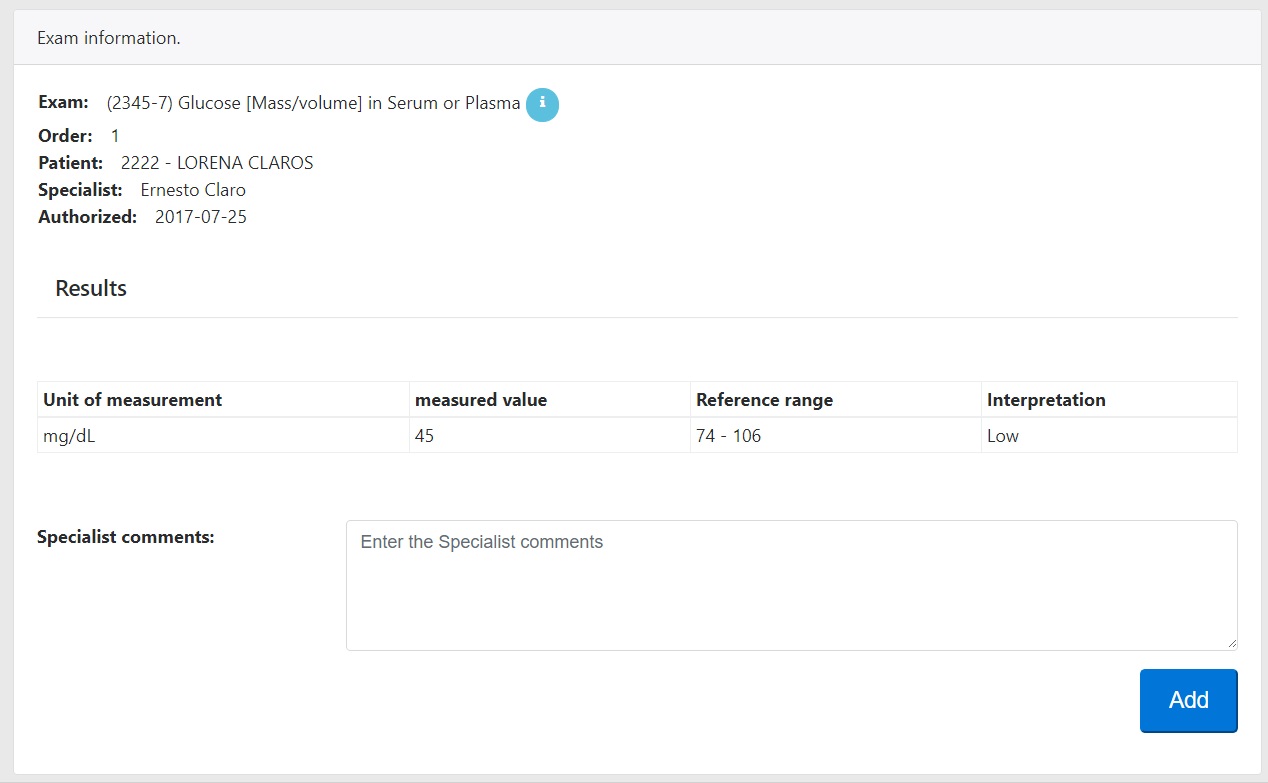 Exam information.
Exam: (2345-7) Glucose [Mass/volume] in Serum or Plasma i
Order: 1
Patient: 2222 - LORENA CLAROS
Specialist: Ernesto Claro
Authorized: 2017-07-25
Results
Unit of measurement measured value Reference range Interpretation
mg/dL 45 74 - 106 Low
Specialist comments: Enter the Specialist comments
Add